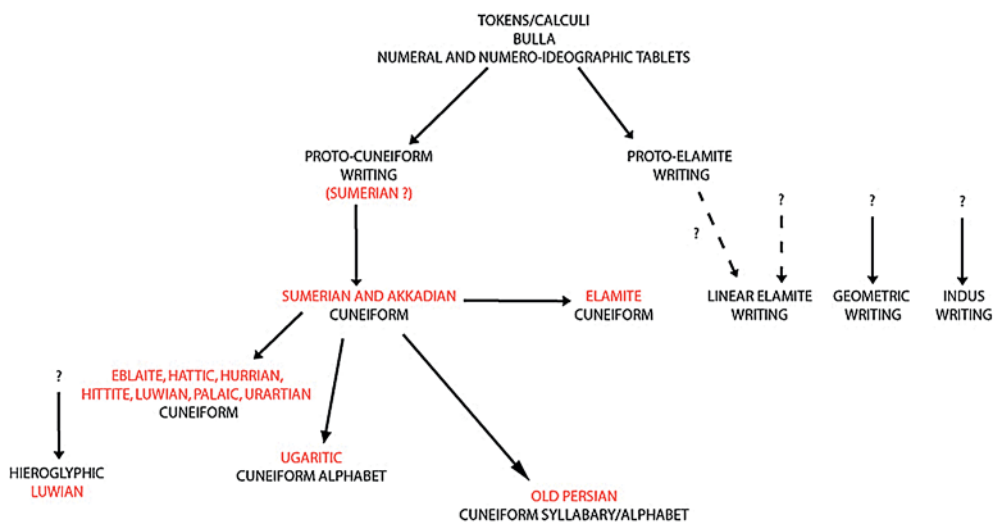 TOKENS/CALCULI
BULLA
NUMERAL AND NUMERO-IDEOGRAPHIC TABLETS
PROTO-CUNEIFORM
WRITING
(SUMERIAN ?)
PROTO-ELAMITE
WRITING
?
?
?
?
SUMERIAN AND AKKADIAN
CUNEIFORM
ELAMITE
CUNEIFORM
LINEAR ELAMITE
WRITING
GEOMETRIC
WRITING
INDUS
WRITING
?
EBLAITE, HATTIC, HURRIAN,
HITTITE, LUWIAN, PALAIC, URARTIAN
CUNEIFORM
HIEROGLYPHIC
LUWIAN
UGARITIC
CUNEIFORM ALPHABET
OLD PERSIAN
CUNEIFORM SYLLABARY/ALPHABET